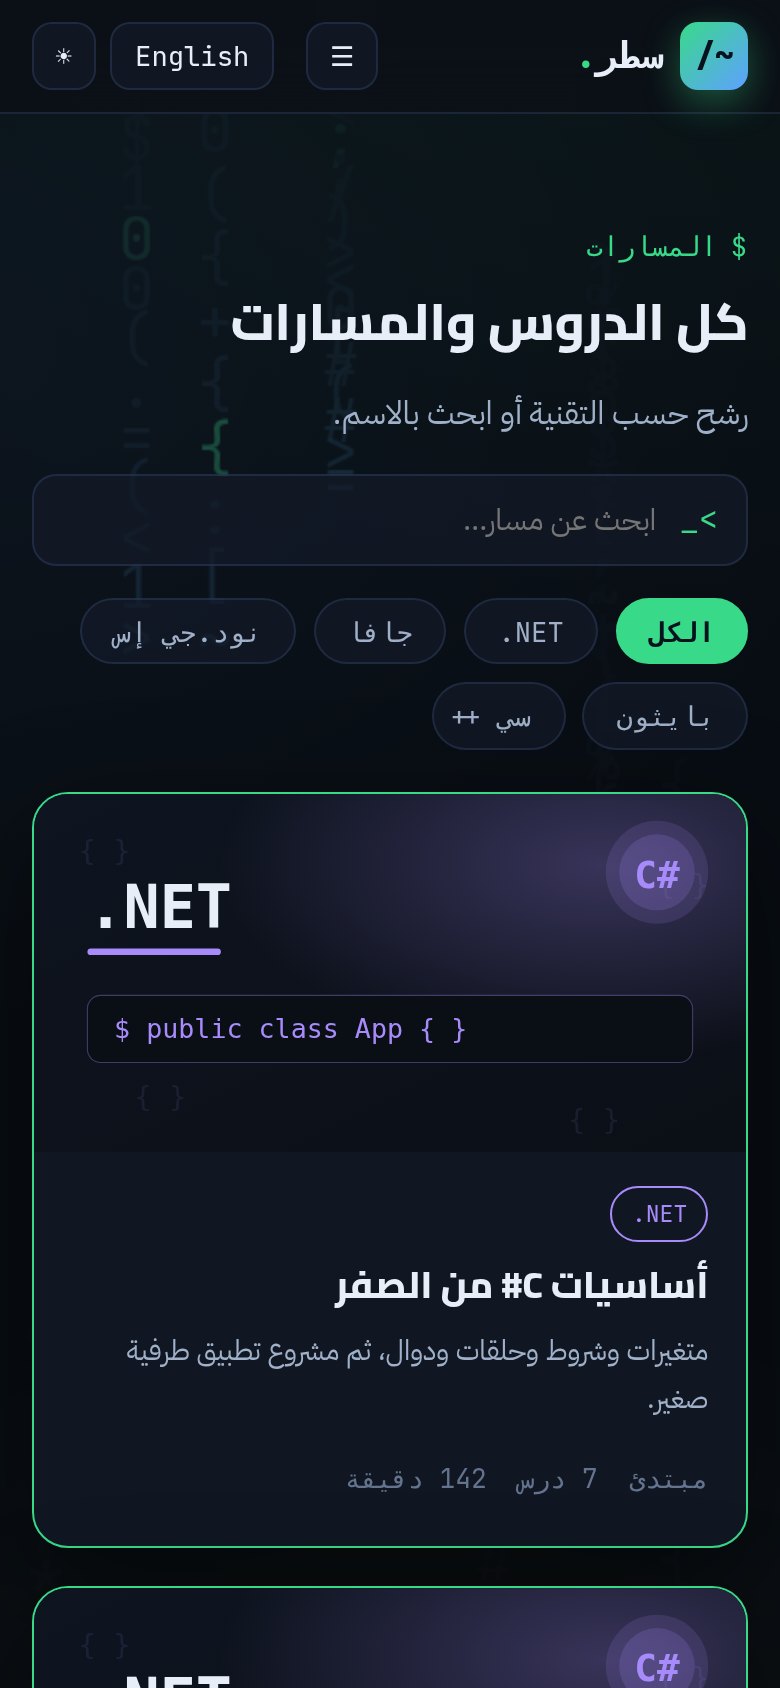 ~/ سطر. ☰ English ☀
$ المسارات
كل الدروس والمسارات
رشح حسب التقنية أو ابحث بالاسم.
>_ ابحث عن مسار...
الكل .NET جافا نود.جي إس
بايثون سي ++
{ } C#
.NET
$ public class App { }
{ }
{ }
.NET
أساسيات C# من الصفر
متغيرات وشروط وحلقات ودوال، ثم مشروع تطبيق طرفية
صغير.
مبتدئ 7 درس 142 دقيقة
{ } C#
.NET